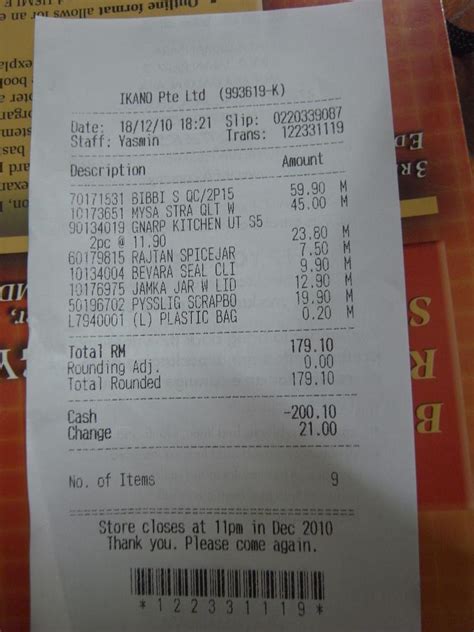 IKANO Pte Ltd (993619-K)
Date: 18/12/10 18:21 Slip: 0220339087
Staff: Yasmin Trans: 122331119
Description Amount
70171531 BIBBI S QC/2P15 59.90 M
10173651 MYSA STRA QLT W 45.00 M
90134019 GNARP KITCHEN UT S5
2pc @ 11.90 23.80 M
60179815 RAJTAN SPICEJAR 7.50 M
10134004 BEVARA SEAL CLI 9.90 M
10176975 JAMKA JAR W LID 12.90 M
50196702 PYSSLIG SCRAPBO 19.90 M
L7940001 (L) PLASTIC BAG 0.20 M
Total RM 179.10
Rounding Adj. 0.00
Total Rounded 179.10
Cash -200.10
Change 21.00
No. of Items 9
Store closes at 11pm in Dec 2010
Thank you. Please come again.
*122331119*
Outline format allows
3R
ED